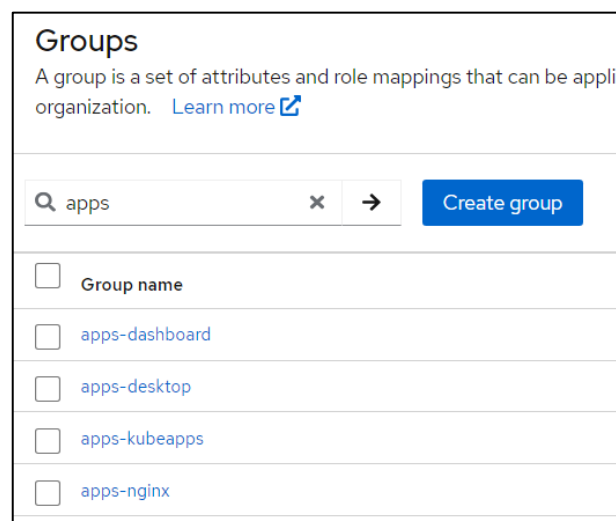 Groups
A group is a set of attributes and role mappings that can be appli
organization. Learn more
apps
Create group
Group name
apps-dashboard
apps-desktop
apps-kubeapps
apps-nginx